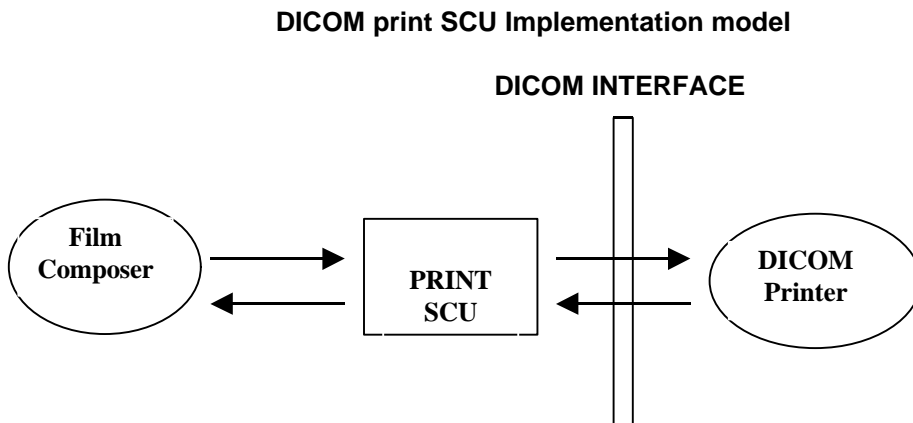 DICOM print SCU Implementation model
DICOM INTERFACE
Film
Composer
PRINT
SCU
DICOM
Printer